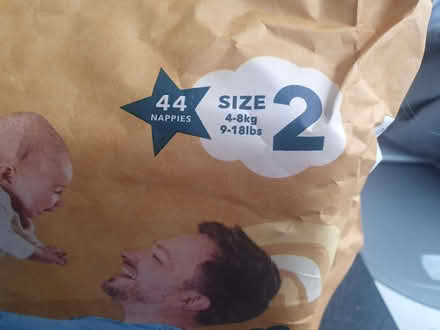 44
NAPPIES
SIZE
4-8kg
9-18lbs
2